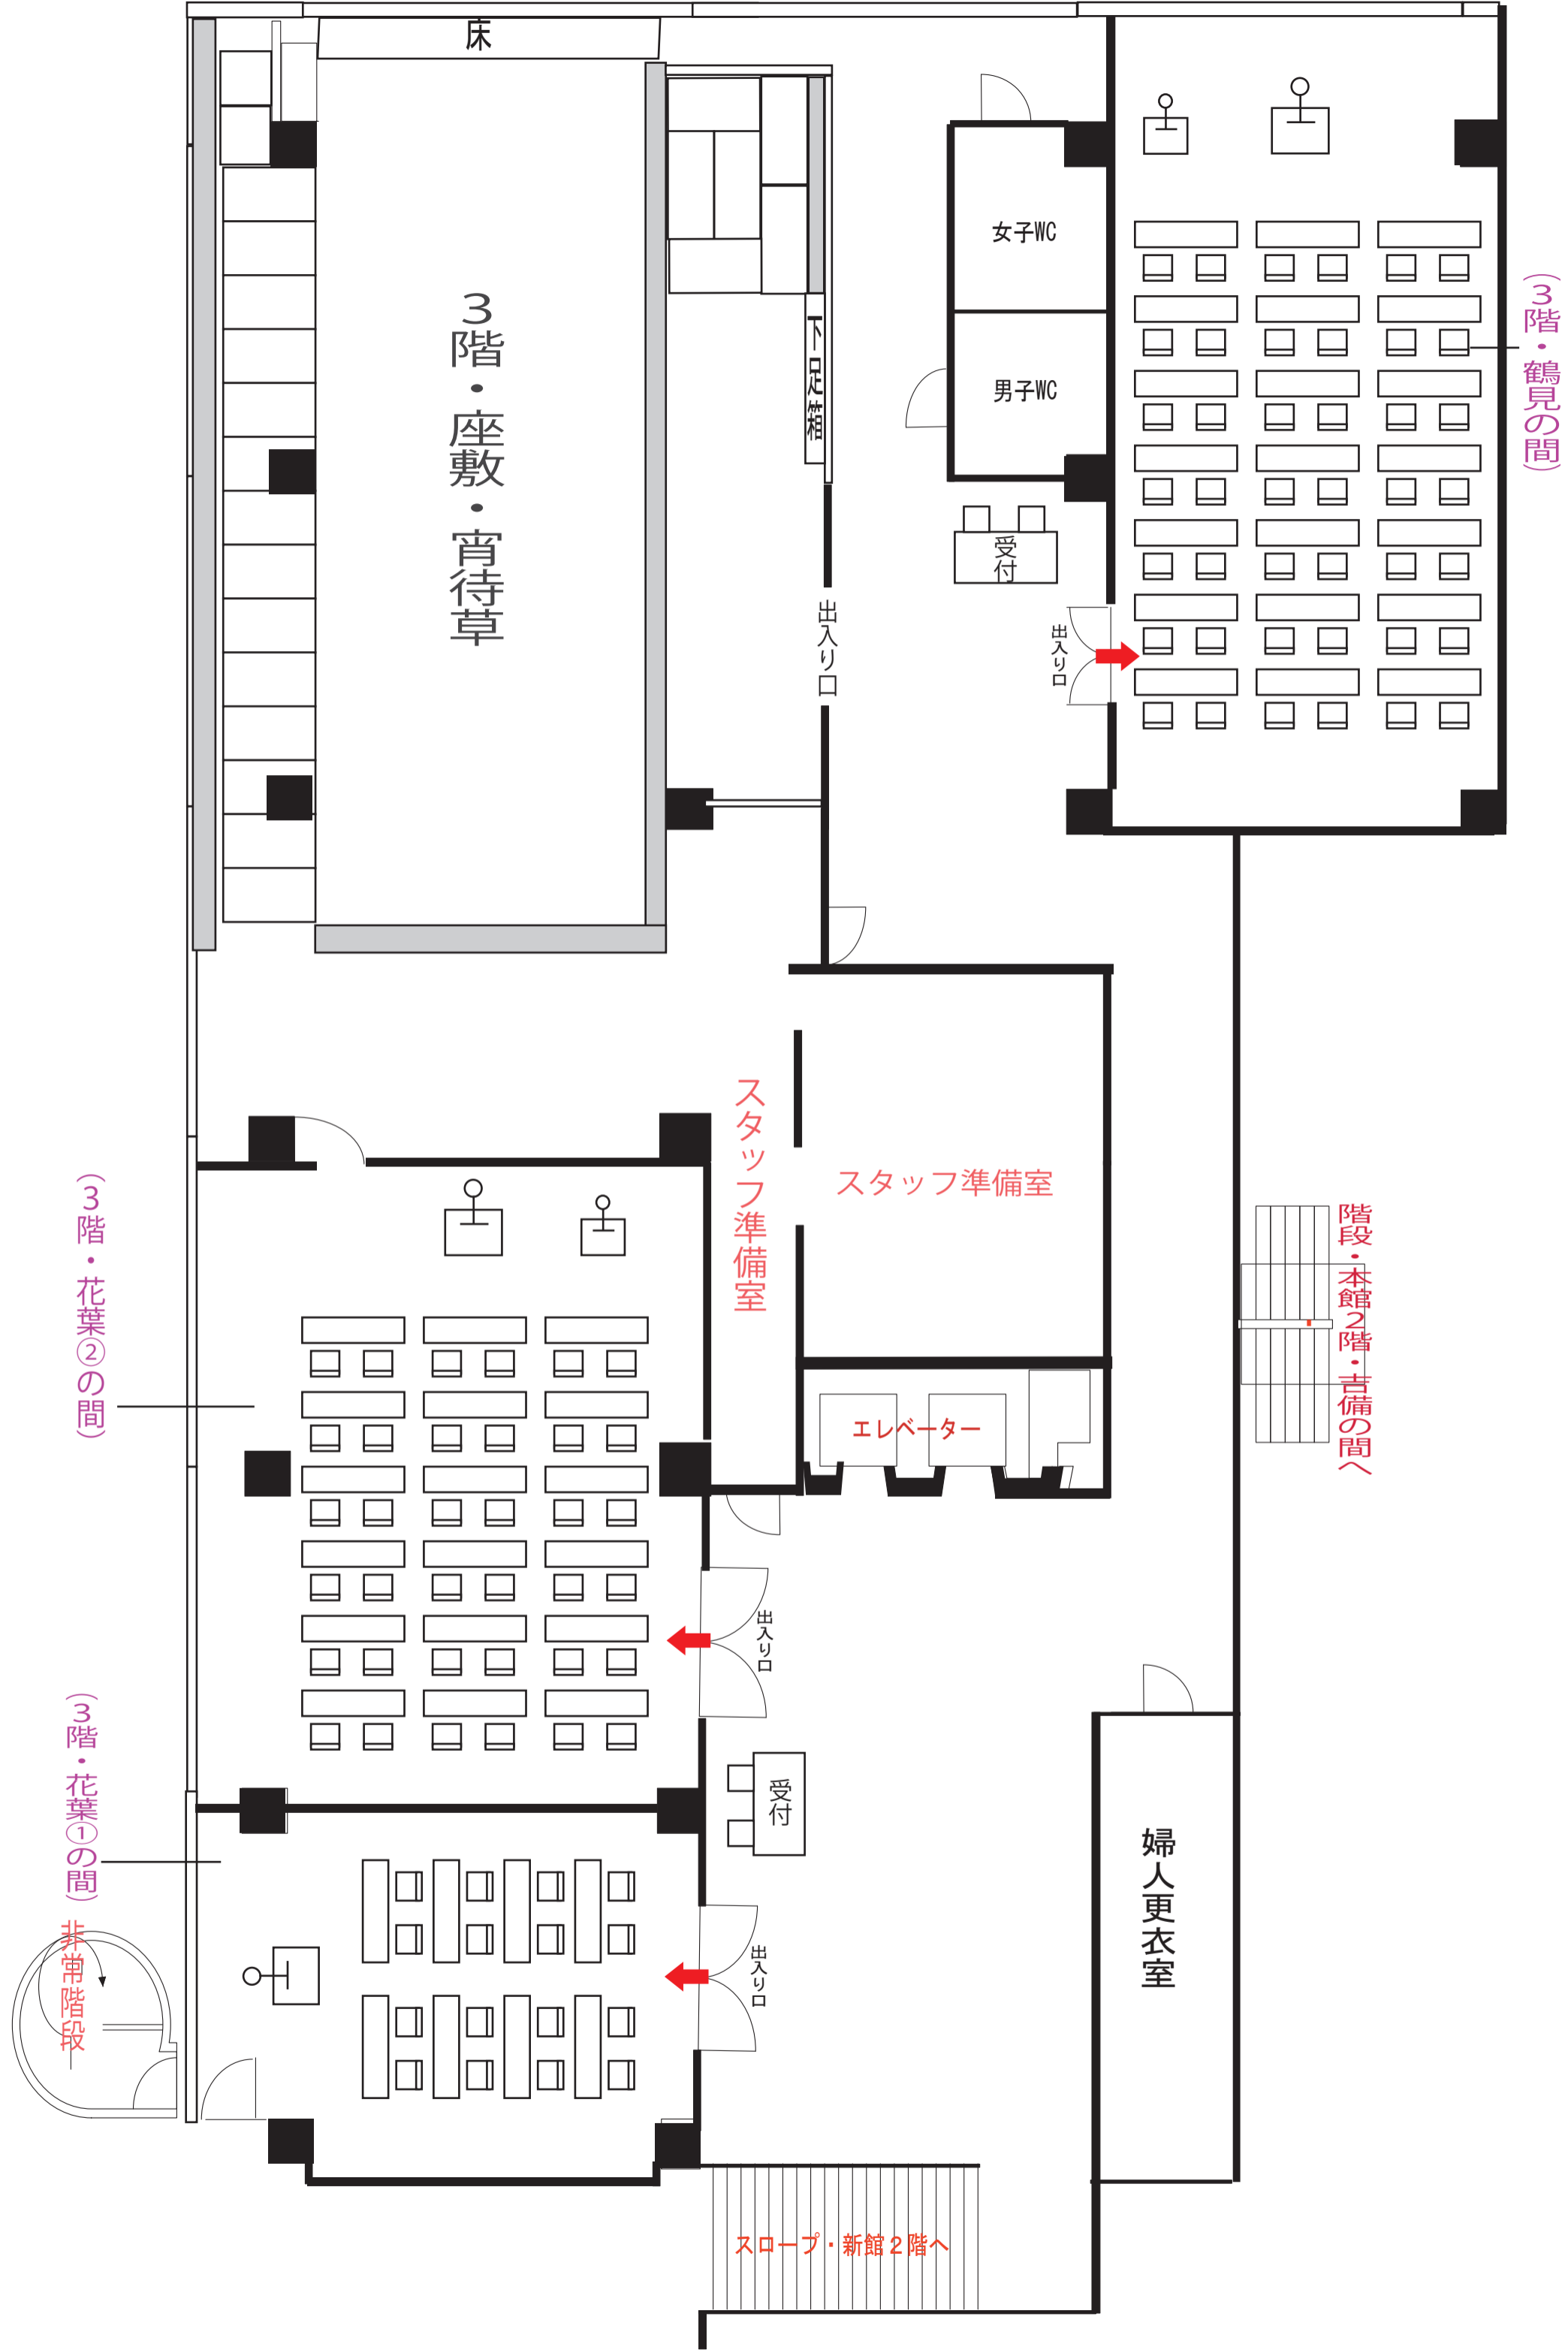 床
女子WC
(3階・鶴見の間)
3階・座敷・宵待草
下足箱
男子WC
受付
出入り口
出入り口
スタッフ準備室
スタッフ準備室
(3階・花葉②の間)
階段・本館2階・吉備の間へ
エレベーター
出入り口
(3階・花葉①の間)
受付
婦人更衣室
非常階段
出入り口
スロープ・新館2階へ